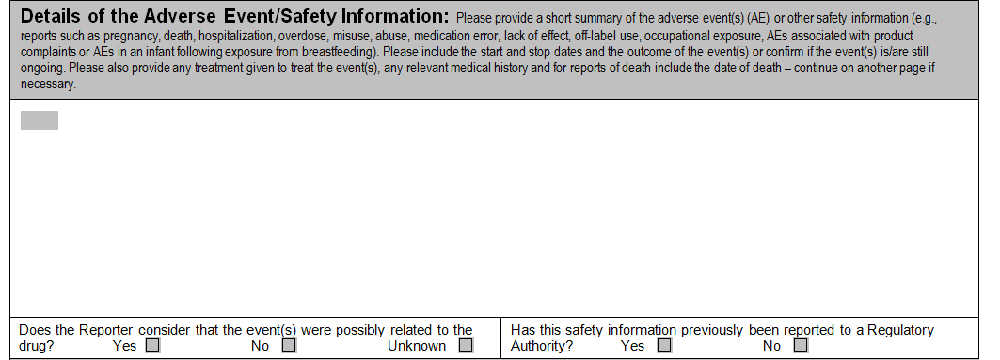 Details of the Adverse Event/Safety Information: Please provide a short summary of the adverse event(s) (AE) or other safety information (e.g.,
reports such as pregnancy, death, hospitalization, overdose, misuse, abuse, medication error, lack of effect, off-label use, occupational exposure, AEs associated with product
complaints or AEs in an infant following exposure from breastfeeding). Please include the start and stop dates and the outcome of the event(s) or confirm if the event(s) is/are still
ongoing. Please also provide any treatment given to treat the event(s), any relevant medical history and for reports of death include the date of death – continue on another page if
necessary.
Does the Reporter consider that the event(s) were possibly related to the
drug? Yes No Unknown
Has this safety information previously been reported to a Regulatory
Authority? Yes No